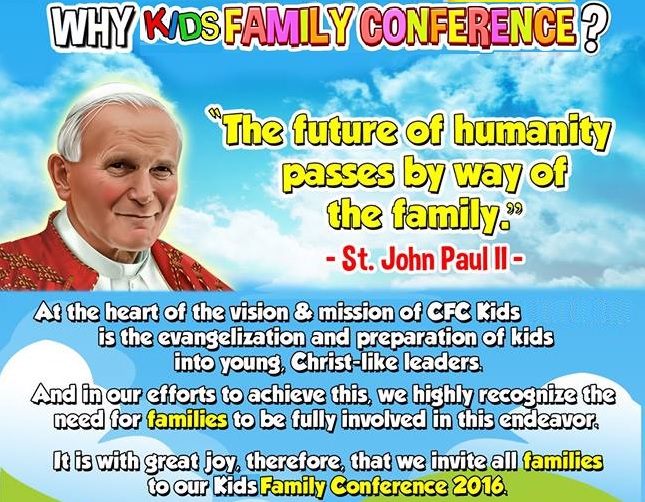 WHY KIDS FAMILY CONFERENCE?
"The future of humanity
passes by way of
the family."
- St. John Paul II -
At the heart of the vision & mission of CFC Kids
is the evangelization and preparation of kids
into young, Christ-like leaders.
And in our efforts to achieve this, we highly recognize the
need for families to be fully involved in this endeavor.
It is with great joy, therefore, that we invite all families
to our Kids Family Conference 2016.